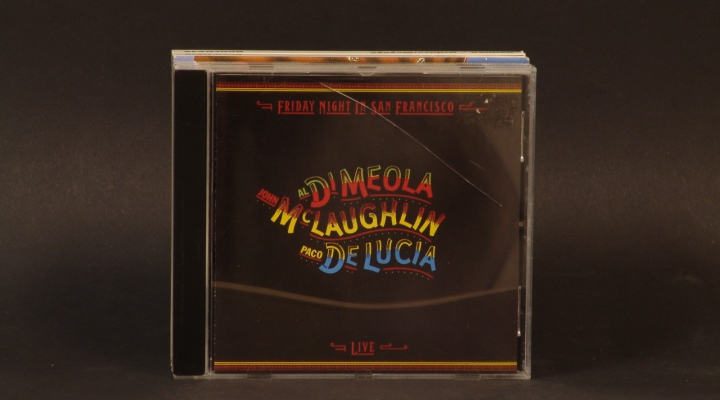 FRIDAY NIGHT IN SAN FRANCISCO
AL DI MEOLA
JOHN McLAUGHLIN
PACO DE LUCIA
LIVE